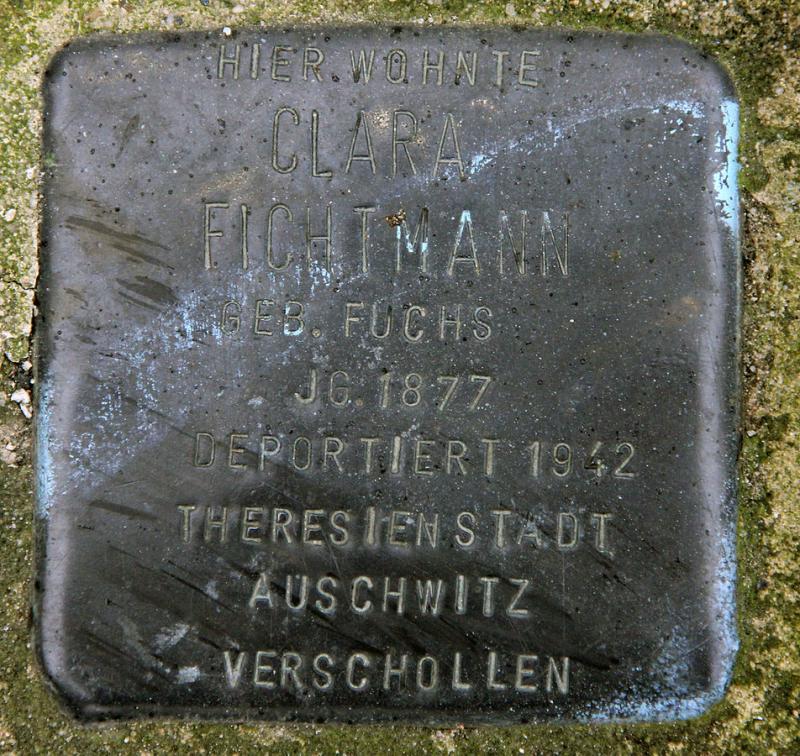 HIER WOHNTE
CLARA
FICHTMANN
GEB. FUCHS
JG. 1877
DEPORTIERT 1942
THERESIENSTADT
AUSCHWITZ
VERSCHOLLEN